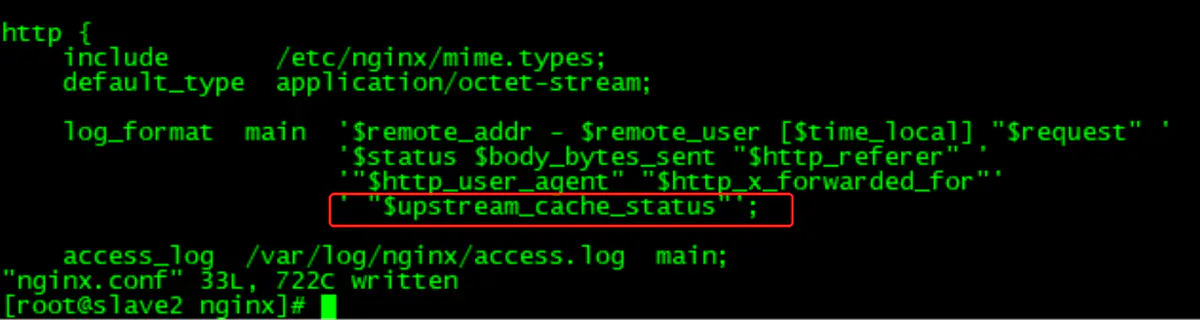 http {
    include       /etc/nginx/mime.types;
    default_type  application/octet-stream;
    log_format  main  '$remote_addr - $remote_user [$time_local] "$request" '
                      '$status $body_bytes_sent "$http_referer" '
                      '"$http_user_agent" "$http_x_forwarded_for"'
                      ' "$upstream_cache_status"';
    access_log  /var/log/nginx/access.log  main;
"nginx.conf" 33L, 722C written
[root@slave2 nginx]#